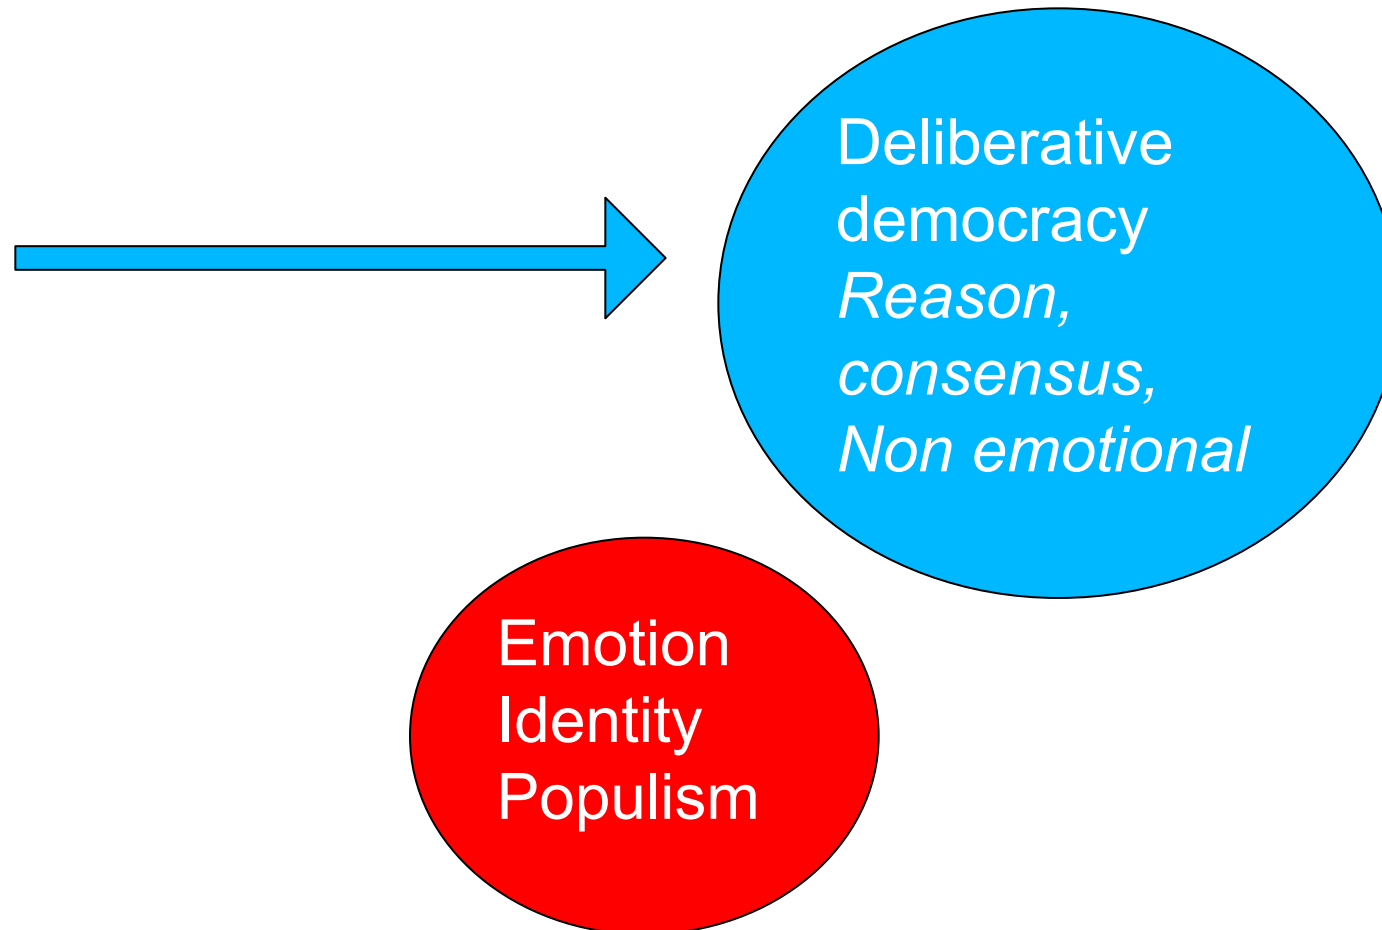 Deliberative
democracy
Reason,
consensus,
Non emotional
Emotion
Identity
Populism